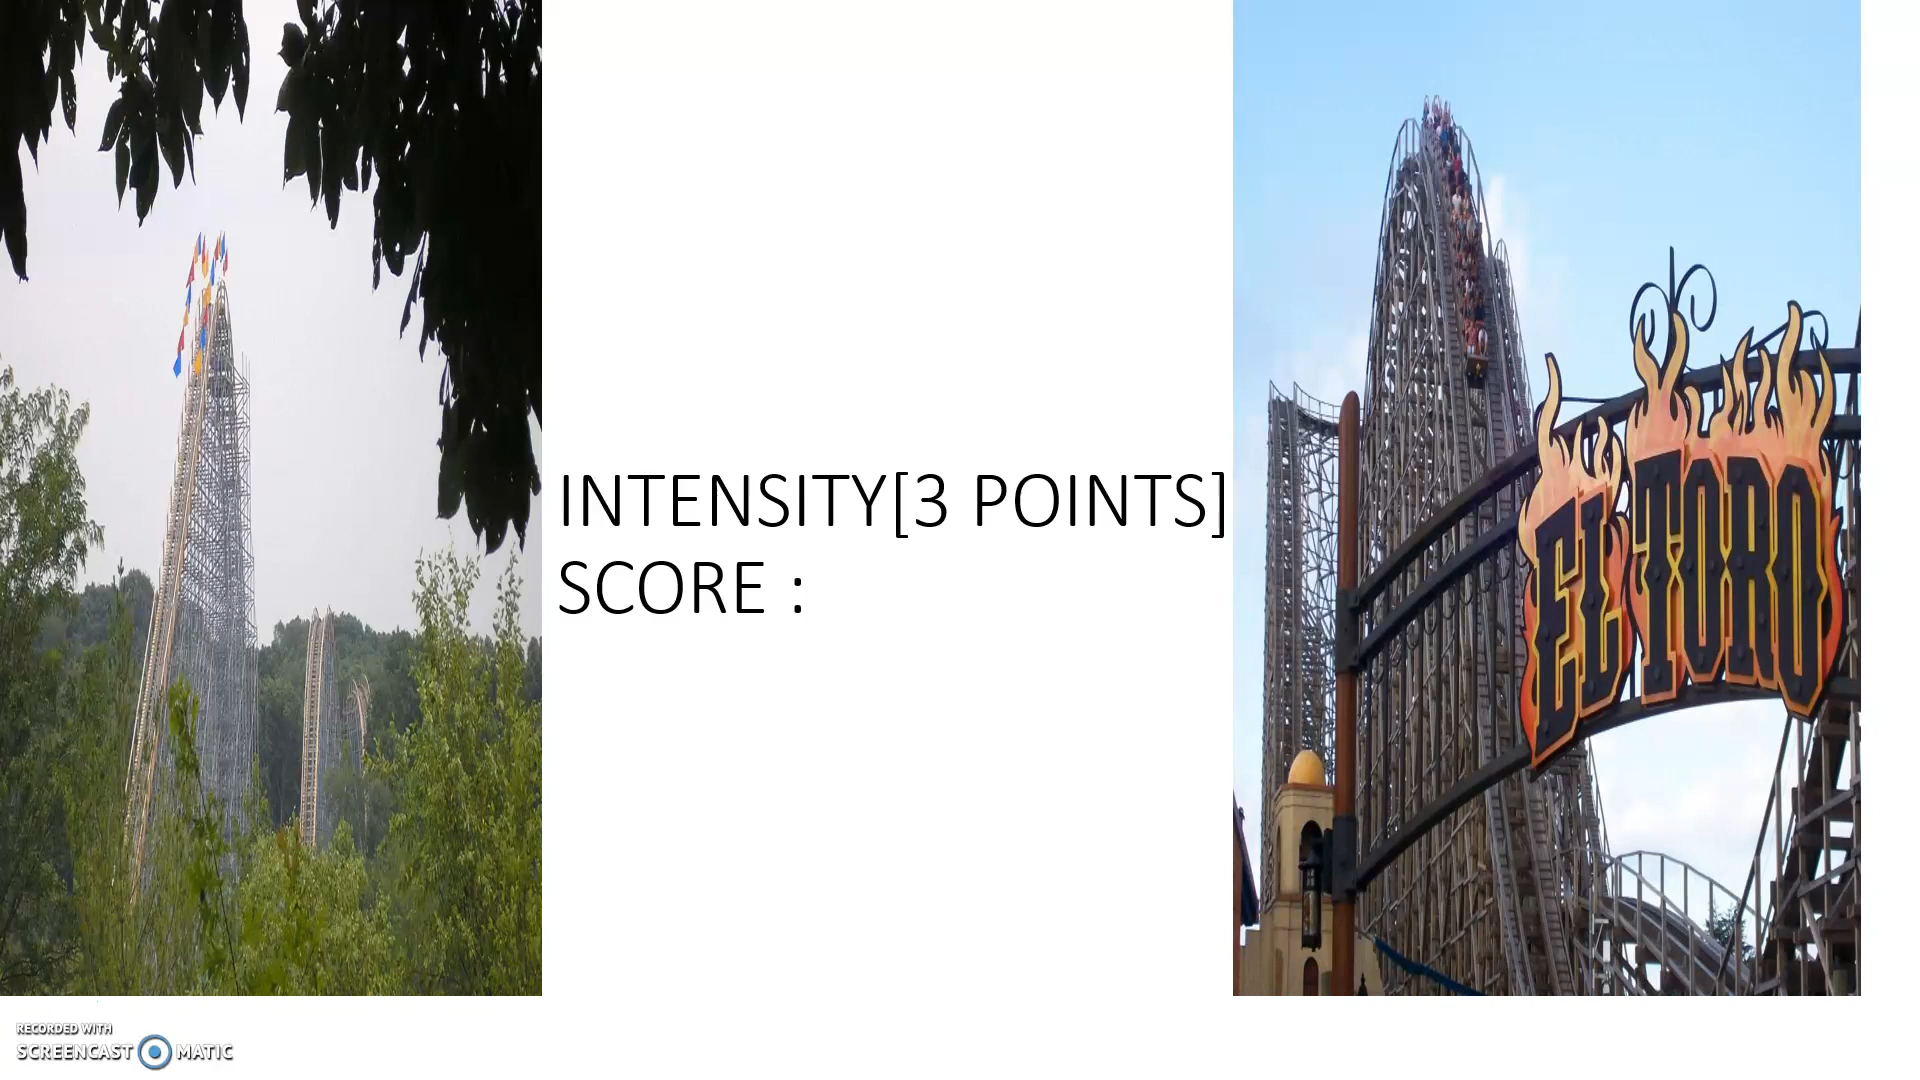 INTENSITY[3 POINTS]
SCORE :
EL TORO
RECORDED WITH
SCREENCAST MATIC